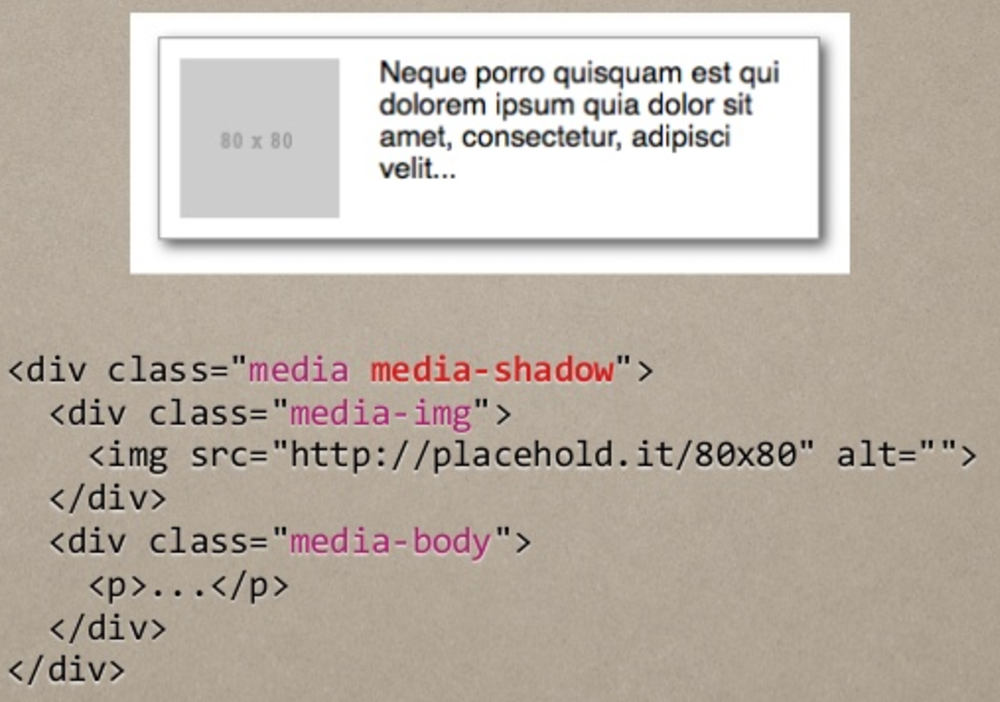 80 x 80
Neque porro quisquam est qui
dolorem ipsum quia dolor sit
amet, consectetur, adipisci
velit...
<div class="media media-shadow">
  <div class="media-img">
    <img src="http://placehold.it/80x80" alt="">
  </div>
  <div class="media-body">
    <p>...</p>
  </div>
</div>